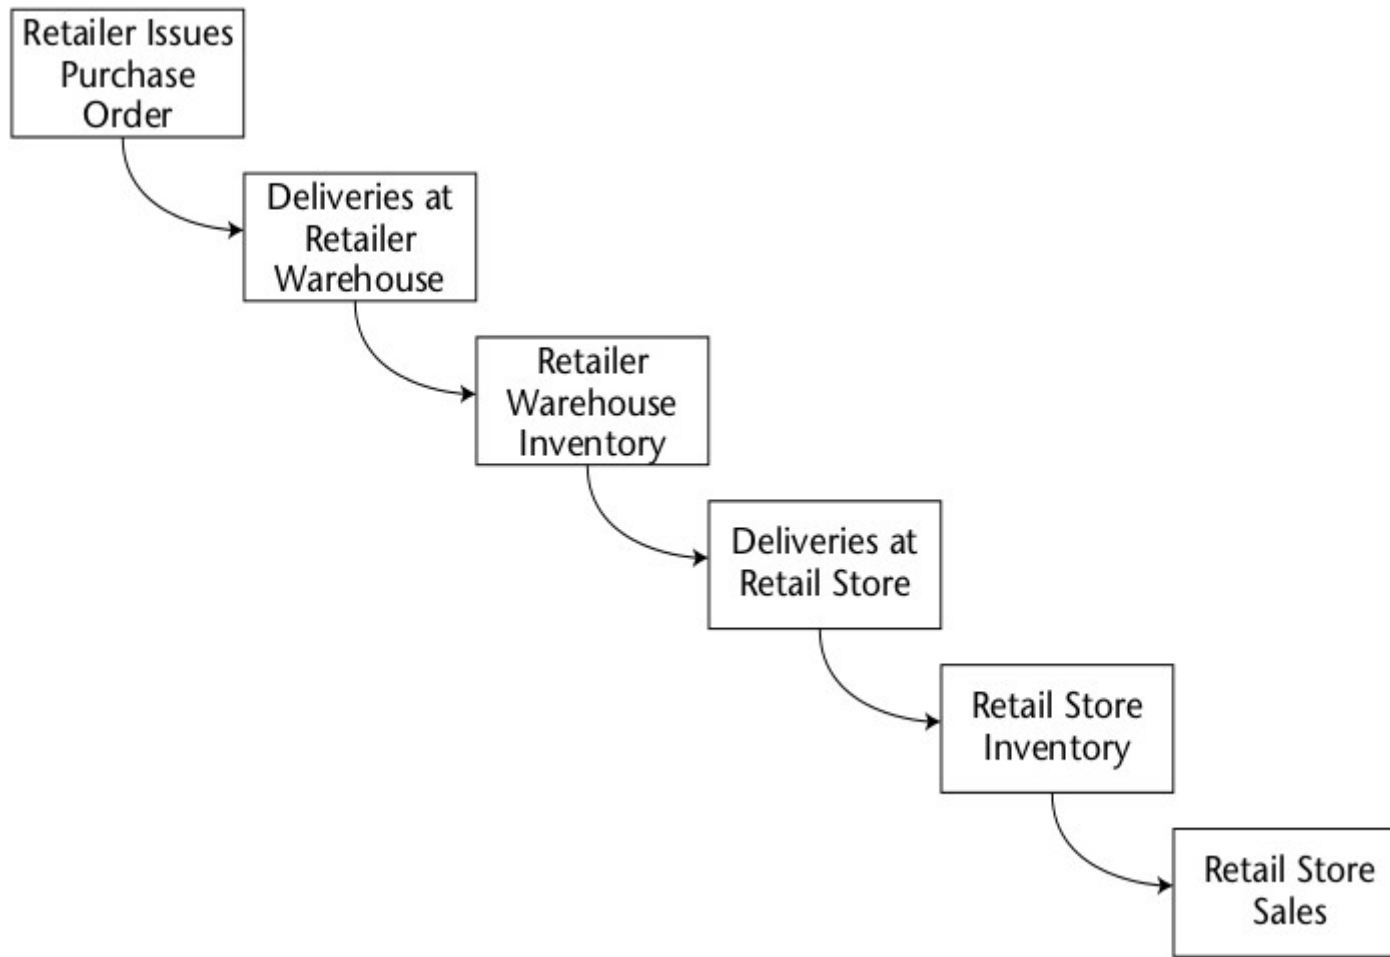 Retailer Issues
Purchase
Order
Deliveries at
Retailer
Warehouse
Retailer
Warehouse
Inventory
Deliveries at
Retail Store
Retail Store
Inventory
Retail Store
Sales